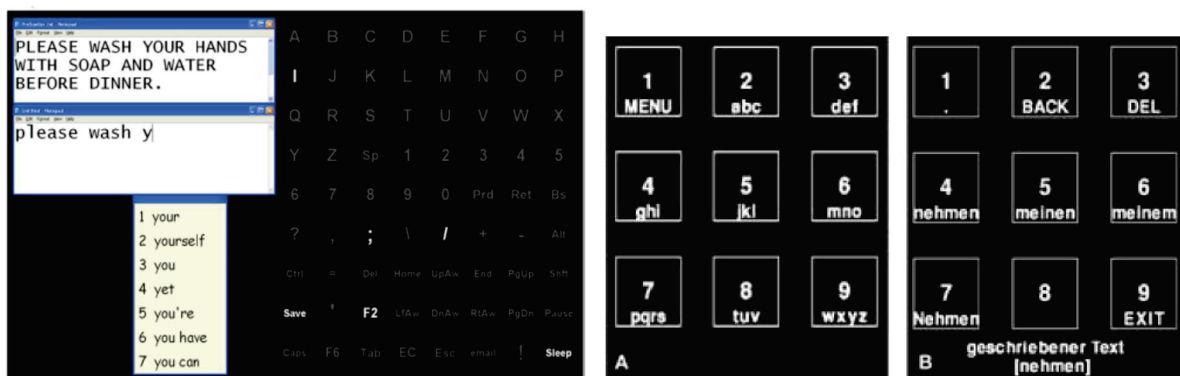 PLEASE WASH YOUR HANDS
WITH SOAP AND WATER
BEFORE DINNER.
please wash y
1 your
2 yourself
3 you
4 yet
5 you're
6 you have
7 you can
A B C D E F G H
I J K L M N O P
Q R S T U V W X
Y Z Sp 1 2 3 4 5
6 7 8 9 0 Prd Ret Bs
? , ; \ / + - Alt
Ctrl = Del Home UpAw End PgUp Shft
Save ' F2 LfAw DnAw RtAw PgDn Pause
Caps F6 Tab EC Esc email ! Sleep
1 2 3
MENU abc def
4 5 6
ghi jkl mno
7 8 9
pqrs tuv wxyz
A
1 2 3
. BACK DEL
4 5 6
nehmen meinen meinem
7 8 9
Nehmen EXIT
geschriebener Text
B [nehmen]